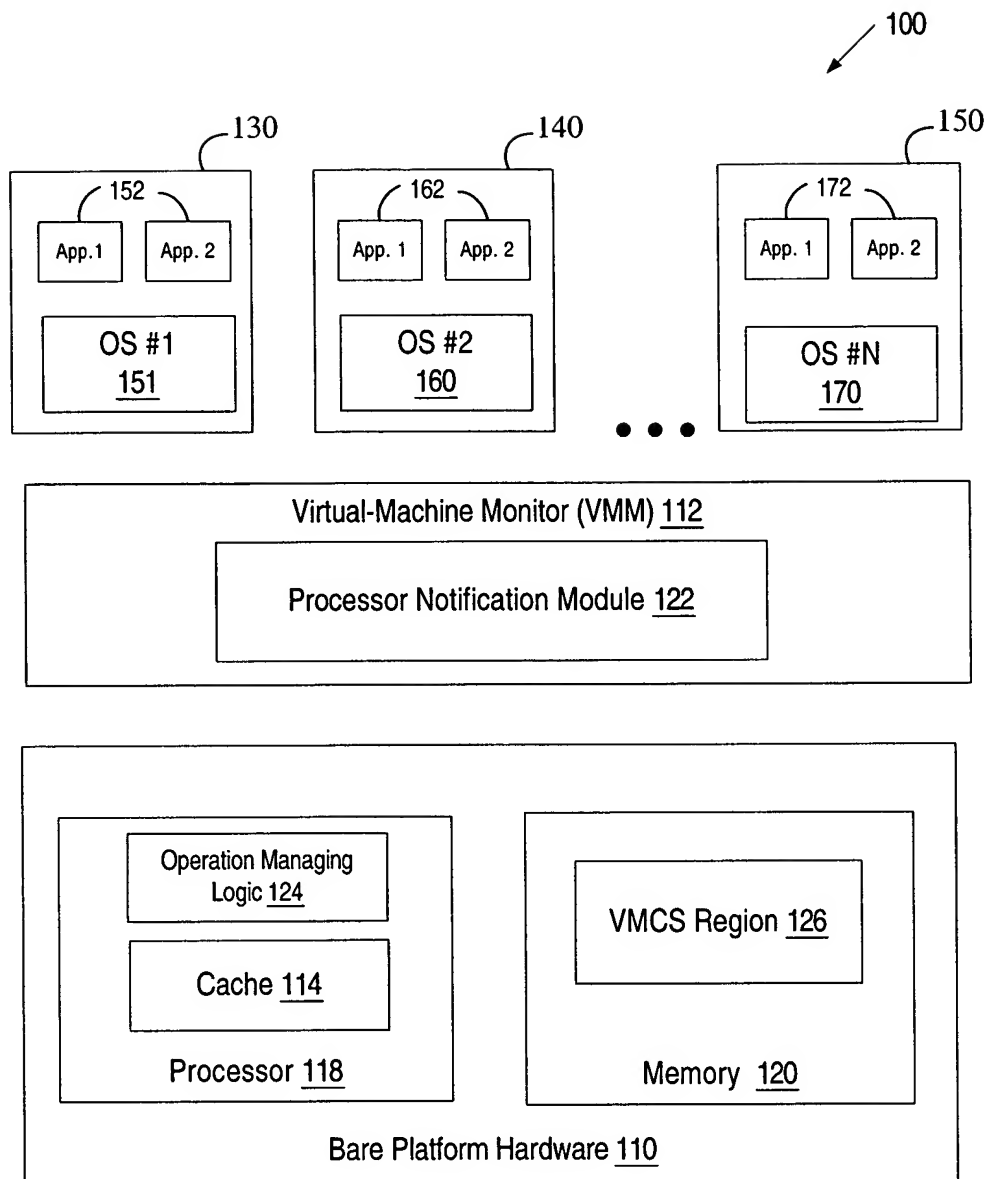 100
130
140
150
152
162
172
App.1
App. 2
App. 1
App. 2
App. 1
App. 2
OS #1
151
OS #2
160
OS #N
170
Virtual-Machine Monitor (VMM) 112
Processor Notification Module 122
Operation Managing
Logic 124
Cache 114
Processor 118
VMCS Region 126
Memory 120
Bare Platform Hardware 110